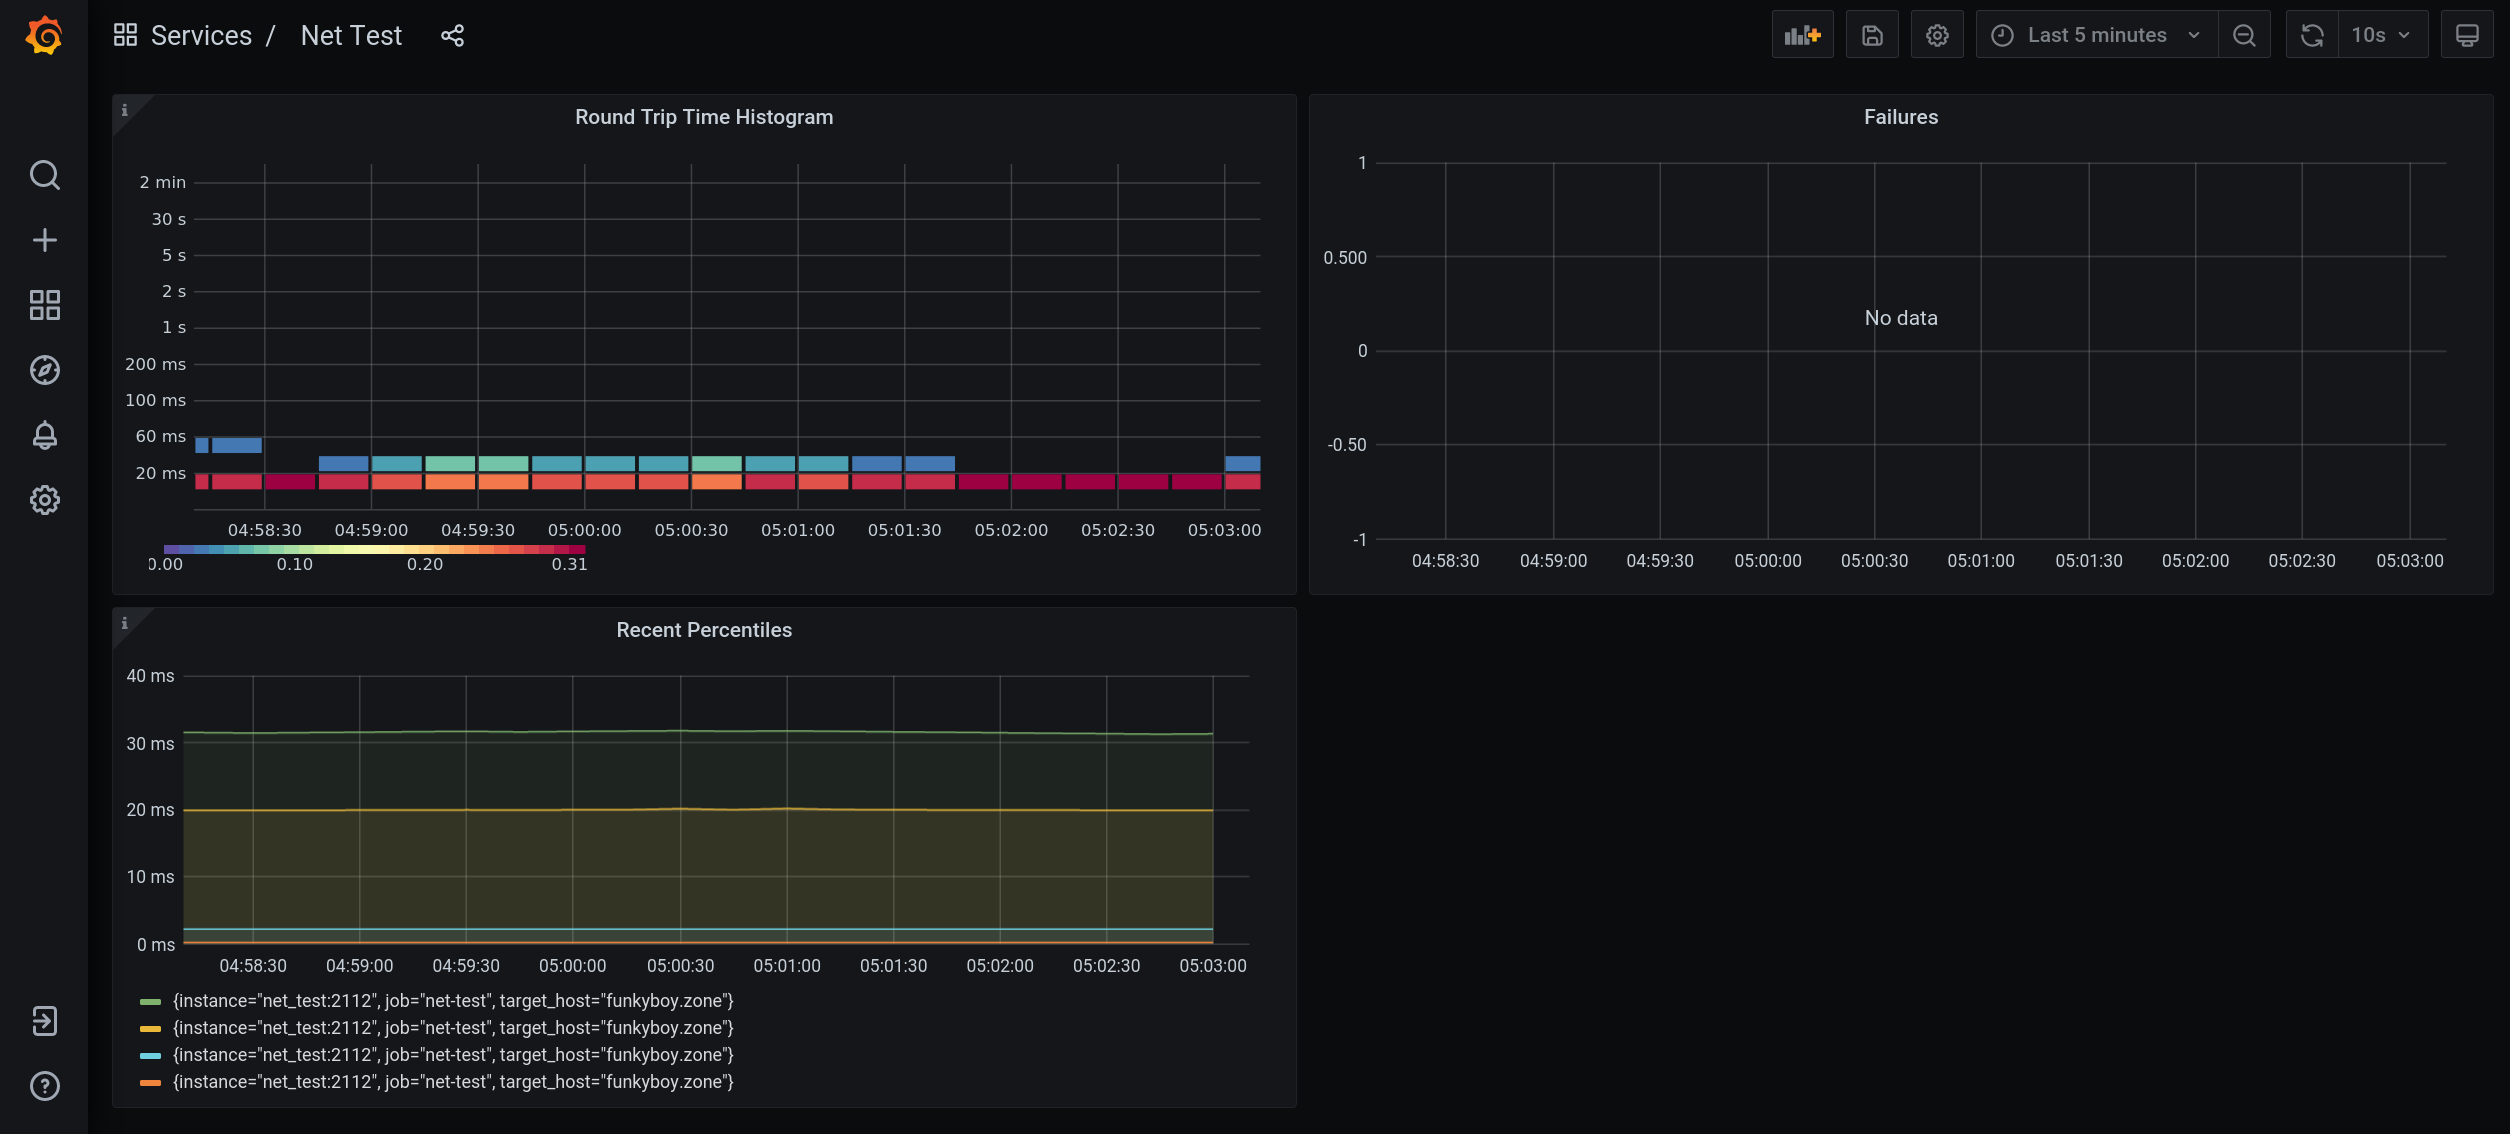 Services / Net Test
Last 5 minutes
10s
Round Trip Time Histogram
2 min
30 s
5 s
2 s
1 s
200 ms
100 ms
60 ms
20 ms
04:58:30 04:59:00 04:59:30 05:00:00 05:00:30 05:01:00 05:01:30 05:02:00 05:02:30 05:03:00
0.00 0.10 0.20 0.31
Failures
1
0.500
No data
0
-0.50
-1
04:58:30 04:59:00 04:59:30 05:00:00 05:00:30 05:01:00 05:01:30 05:02:00 05:02:30 05:03:00
Recent Percentiles
40 ms
30 ms
20 ms
10 ms
0 ms
04:58:30 04:59:00 04:59:30 05:00:00 05:00:30 05:01:00 05:01:30 05:02:00 05:02:30 05:03:00
{instance="net_test:2112", job="net-test", target_host="funkyboy.zone"}
{instance="net_test:2112", job="net-test", target_host="funkyboy.zone"}
{instance="net_test:2112", job="net-test", target_host="funkyboy.zone"}
{instance="net_test:2112", job="net-test", target_host="funkyboy.zone"}